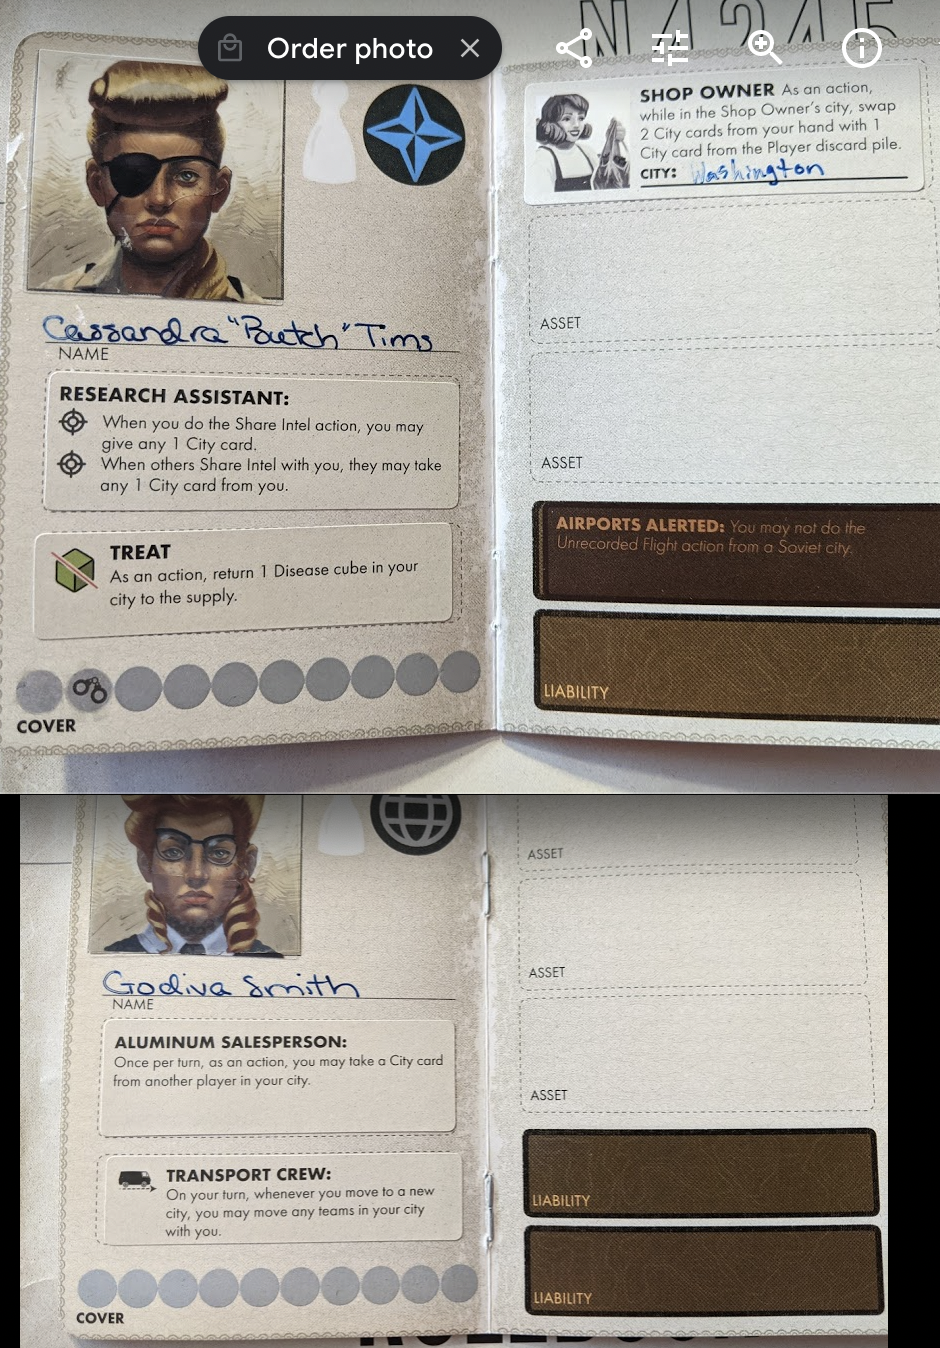 Order photo
N4245
SHOP OWNER As an action,
while in the Shop Owner's city, swap
2 City cards from your hand with 1
City card from the Player discard pile.
CITY: Washington
Cassandra "Butch" Tims
NAME
ASSET
RESEARCH ASSISTANT:
When you do the Share Intel action, you may
give any 1 City card.
When others Share Intel with you, they may take
any 1 City card from you.
ASSET
AIRPORTS ALERTED: You may not do the
Unrecorded Flight action from a Soviet city.
TREAT
As an action, return 1 Disease cube in your
city to the supply.
LIABILITY
COVER
ASSET
Godiva Smith
NAME
ASSET
ALUMINUM SALESPERSON:
Once per turn, as an action, you may take a City card
from another player in your city.
ASSET
TRANSPORT CREW:
On your turn, whenever you move to a new
city, you may move any teams in your city
with you.
LIABILITY
LIABILITY
COVER